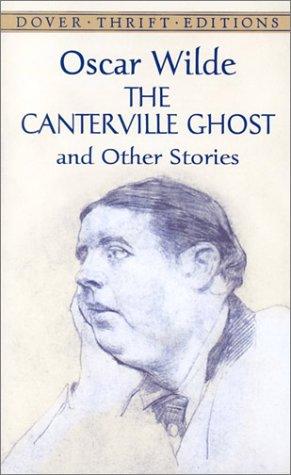 DOVER · THRIFT · EDITIONS
Oscar Wilde
THE
CANTERVILLE GHOST
and Other Stories